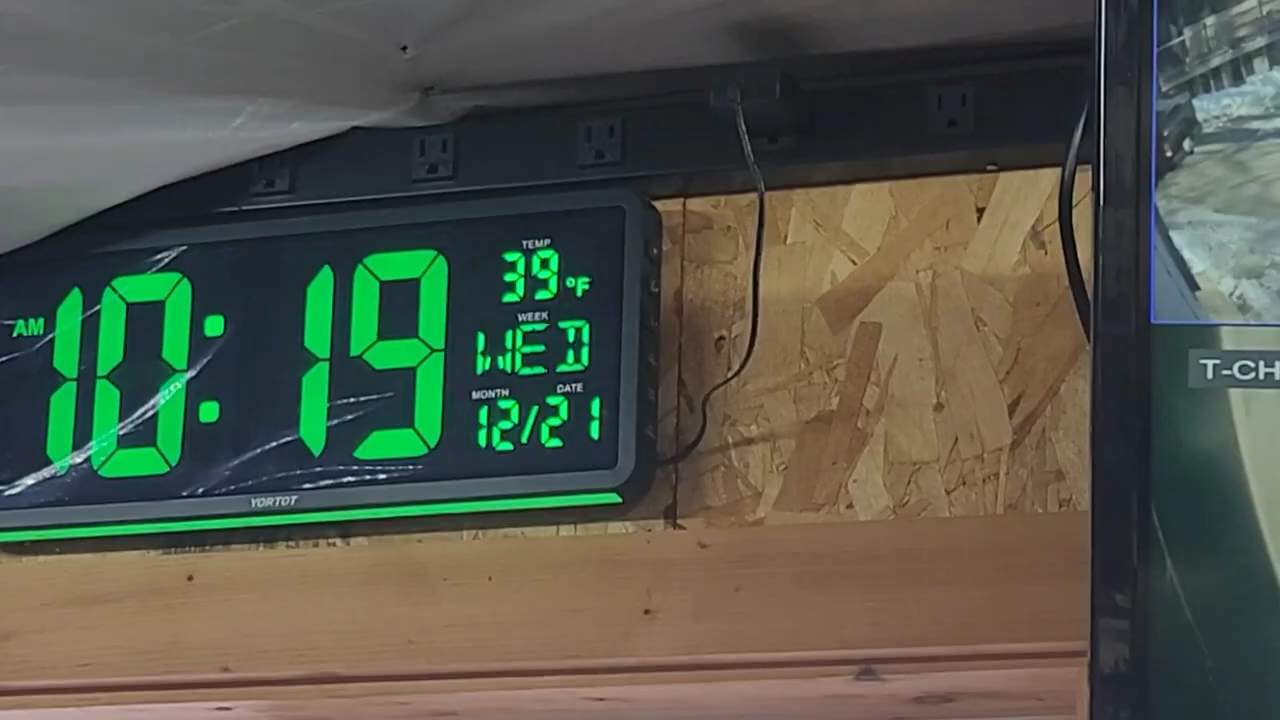 AM 10:19
TEMP
39 °F
WEEK
WED
MONTH DATE
12/21
YORTOT
T-CH